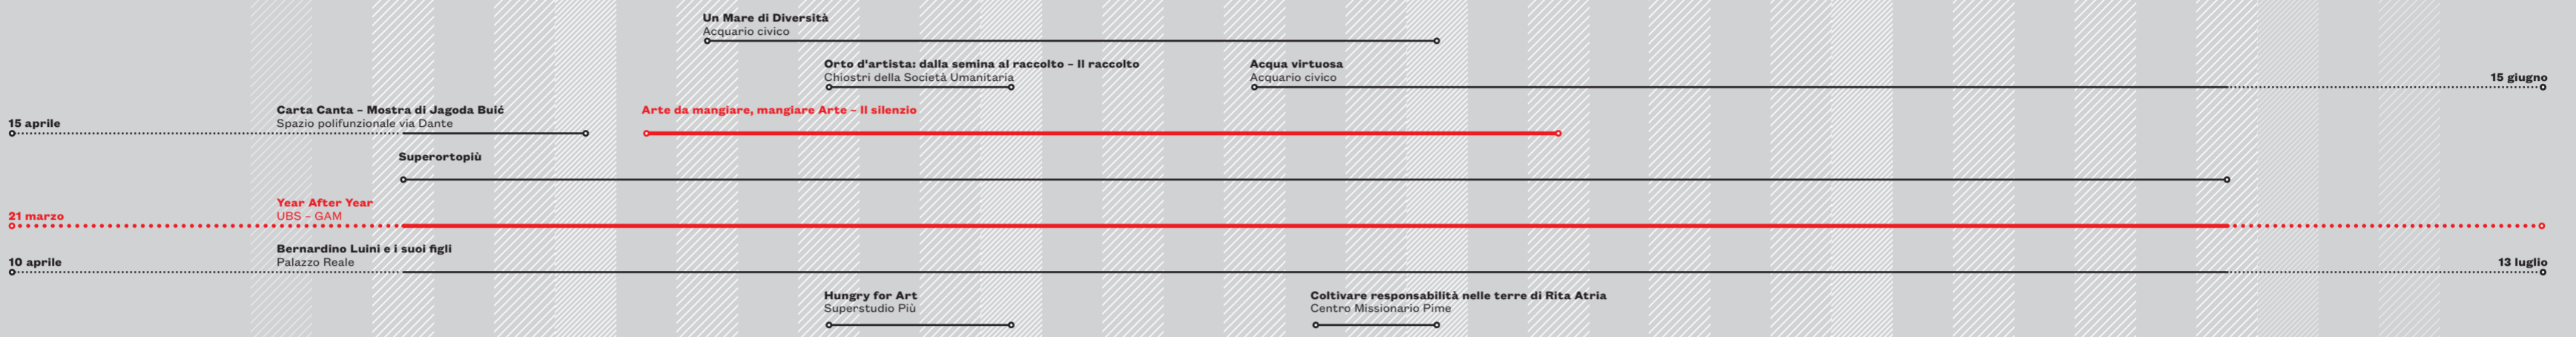 Un Mare di Diversità
Acquario civico
Orto d'artista: dalla semina al raccolto – Il raccolto
Chiostri della Società Umanitaria
Acqua virtuosa
Acquario civico
15 giugno
15 aprile
Carta Canta – Mostra di Jagoda Buić
Spazio polifunzionale via Dante
Arte da mangiare, mangiare Arte – Il silenzio
Superortopiù
21 marzo
Year After Year
UBS – GAM
10 aprile
Bernardino Luini e i suoi figli
Palazzo Reale
13 luglio
Hungry for Art
Superstudio Più
Coltivare responsabilità nelle terre di Rita Atria
Centro Missionario Pime